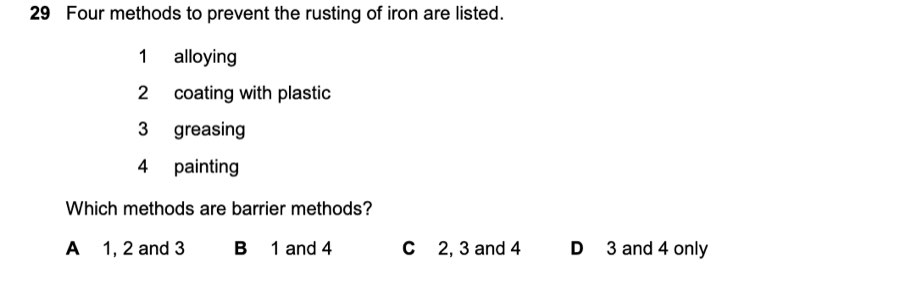 29 Four methods to prevent the rusting of iron are listed.
1 alloying
2 coating with plastic
3 greasing
4 painting
Which methods are barrier methods?
A 1, 2 and 3 B 1 and 4 C 2, 3 and 4 D 3 and 4 only